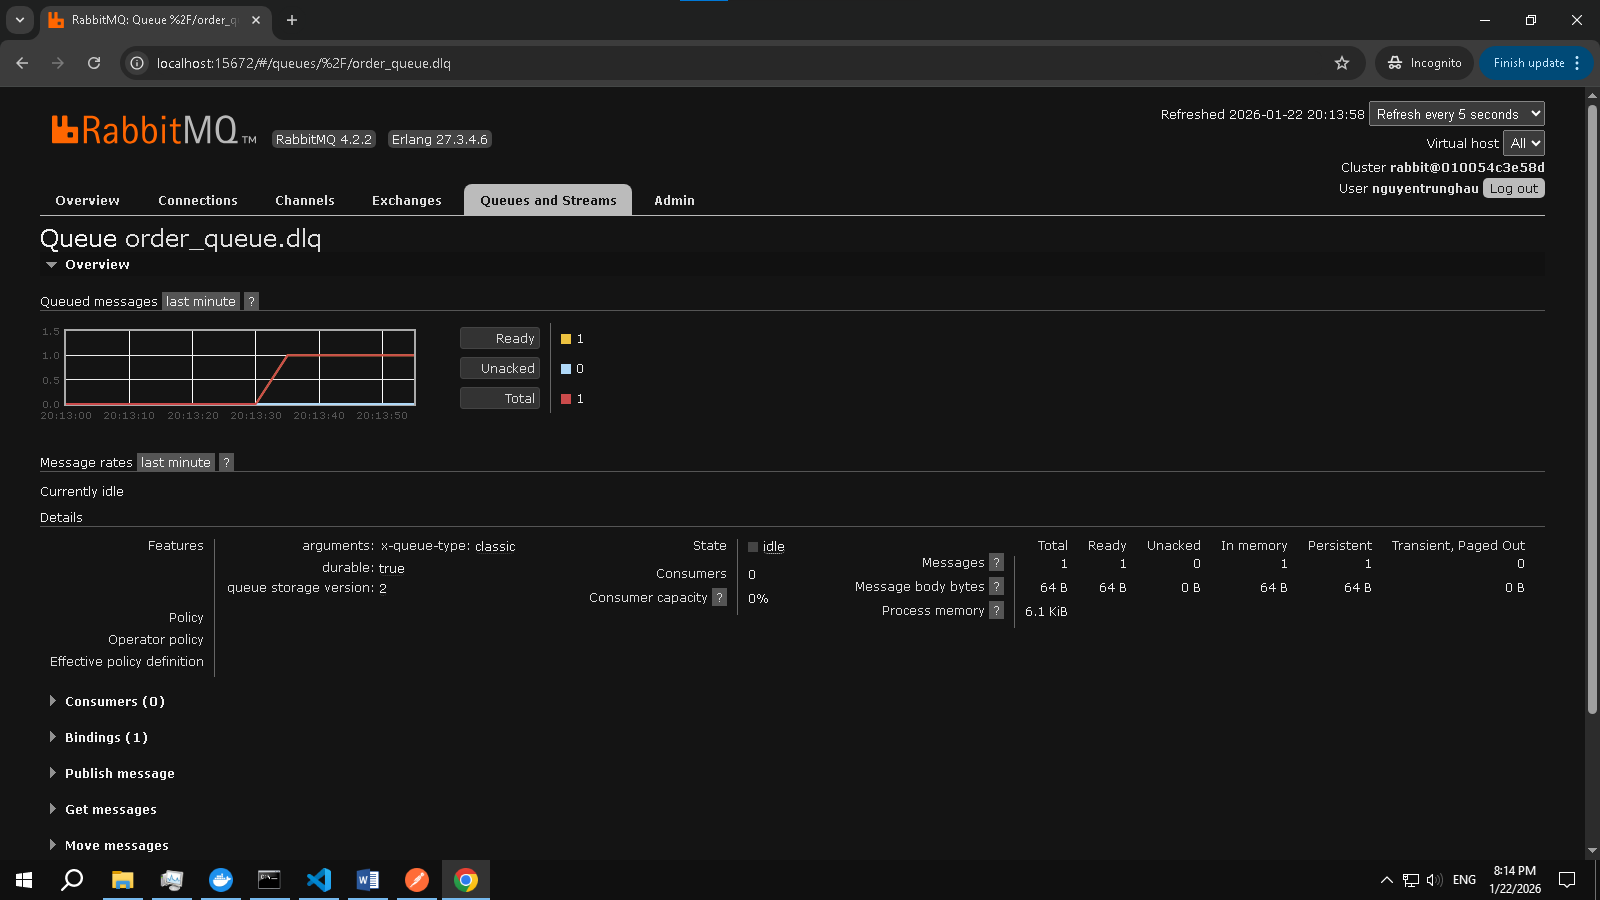 RabbitMQ: Queue %2F/order_q
localhost:15672/#/queues/%2F/order_queue.dlq
Incognito
Finish update
RabbitMQ TM
RabbitMQ 4.2.2
Erlang 27.3.4.6
Refreshed 2026-01-22 20:13:58
Refresh every 5 seconds
Virtual host All
Cluster rabbit@010054c3e58d
User nguyentrunghau Log out
Overview
Connections
Channels
Exchanges
Queues and Streams
Admin
Queue order_queue.dlq
Overview
Queued messages last minute ?
1.5
1.0
0.5
0.0
20:13:00 20:13:10 20:13:20 20:13:30 20:13:40 20:13:50
Ready 1
Unacked 0
Total 1
Message rates last minute ?
Currently idle
Details
Features
arguments: x-queue-type: classic
durable: true
queue storage version: 2
Policy
Operator policy
Effective policy definition
State idle
Consumers 0
Consumer capacity ? 0%
Total Ready Unacked In memory Persistent Transient, Paged Out
Messages ? 1 1 0 1 1 0
Message body bytes ? 64 B 64 B 0 B 64 B 64 B 0 B
Process memory ? 6.1 KiB
Consumers (0)
Bindings (1)
Publish message
Get messages
Move messages
ENG
8:14 PM
1/22/2026